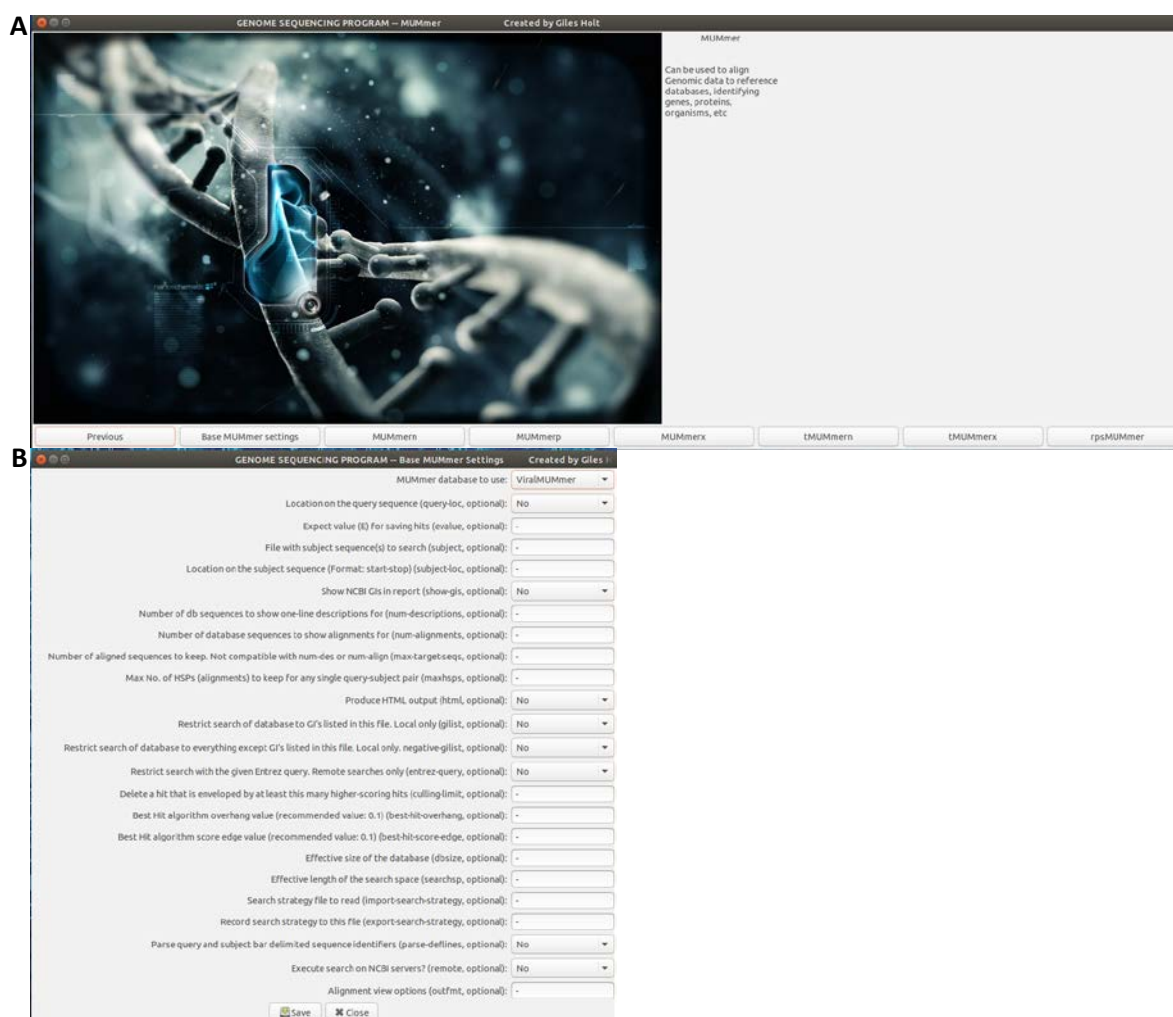 A
GENOME SEQUENCING PROGRAM -- MUMmer Created by Giles Holt
MUMmer
Can be used to align
Genomic data to reference
databases, identifying
genes, proteins,
organisms, etc
Previous Base MUMmer settings MUMmern MUMmerp MUMmerx tMUMmern tMUMmerx rpsMUMmer
B
GENOME SEQUENCING PROGRAM -- Base MUMmer Settings Created by Giles
MUMmer database to use: ViralMUMmer
Location on the query sequence (query-loc, optional): No
Expect value (E) for saving hits (evalue, optional): -
File with subject sequence(s) to search (subject, optional): -
Location on the subject sequence (Format: start-stop) (subject-loc, optional): -
Show NCBI GIs in report (show-gis, optional): No
Number of db sequences to show one-line descriptions for (num-descriptions, optional): -
Number of database sequences to show alignments for (num-alignments, optional): -
Number of aligned sequences to keep. Not compatible with num-des or num-align (max-target-seqs, optional): -
Max No. of HSPs (alignments) to keep for any single query-subject pair (maxhsps, optional): -
Produce HTML output (html, optional): No
Restrict search of database to GI's listed in this file. Local only (gilist, optional): No
Restrict search of database to everything except GI's listed in this file. Local only. negative-gilist, optional): No
Restrict search with the given Entrez query. Remote searches only (entrez-query, optional): No
Delete a hit that is enveloped by at least this many higher-scoring hits (culling-limit, optional): -
Best Hit algorithm overhang value (recommended value: 0.1) (best-hit-overhang, optional): -
Best Hit algorithm score edge value (recommended value: 0.1) (best-hit-score-edge, optional): -
Effective size of the database (dbsize, optional): -
Effective length of the search space (searchsp, optional): -
Search strategy file to read (import-search-strategy, optional): -
Record search strategy to this file (export-search-strategy, optional): -
Parse query and subject bar delimited sequence identifiers (parse-deflines, optional): No
Execute search on NCBI servers? (remote, optional): No
Alignment view options (outfmt, optional): -
Save Close